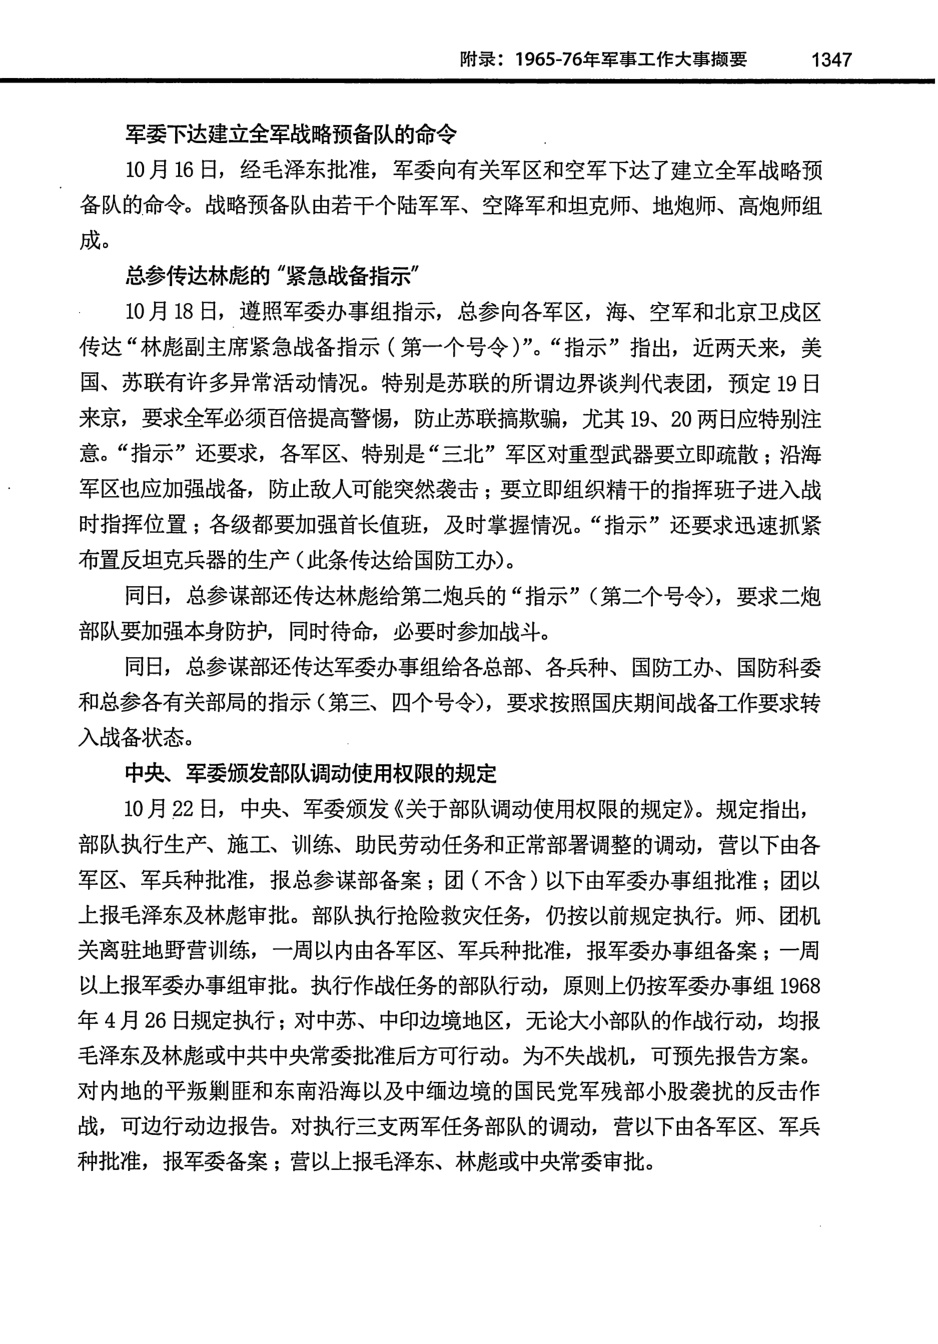 附录：1965-76年军事工作大事撷要 1347
军委下达建立全军战略预备队的命令
10月16日，经毛泽东批准，军委向有关军区和空军下达了建立全军战略预
备队的命令。战略预备队由若干个陆军军、空降军和坦克师、地炮师、高炮师组
成。
总参传达林彪的“紧急战备指示”
10月18日，遵照军委办事组指示，总参向各军区，海、空军和北京卫戍区
传达“林彪副主席紧急战备指示（第一个号令）”。“指示”指出，近两天来，美
国、苏联有许多异常活动情况。特别是苏联的所谓边界谈判代表团，预定19日
来京，要求全军必须百倍提高警惕，防止苏联搞欺骗，尤其19、20两日应特别注
意。“指示”还要求，各军区、特别是“三北”军区对重型武器要立即疏散；沿海
军区也应加强战备，防止敌人可能突然袭击；要立即组织精干的指挥班子进入战
时指挥位置；各级都要加强首长值班，及时掌握情况。“指示”还要求迅速抓紧
布置反坦克兵器的生产（此条传达给国防工办）。
同日，总参谋部还传达林彪给第二炮兵的“指示”（第二个号令），要求二炮
部队要加强本身防护，同时待命，必要时参加战斗。
同日，总参谋部还传达军委办事组给各总部、各兵种、国防工办、国防科委
和总参各有关部局的指示（第三、四个号令），要求按照国庆期间战备工作要求转
入战备状态。
中央、军委颁发部队调动使用权限的规定
10月22日，中央、军委颁发《关于部队调动使用权限的规定》。规定指出，
部队执行生产、施工、训练、助民劳动任务和正常部署调整的调动，营以下由各
军区、军兵种批准，报总参谋部备案；团（不含）以下由军委办事组批准；团以
上报毛泽东及林彪审批。部队执行抢险救灾任务，仍按以前规定执行。师、团机
关离驻地野营训练，一周以内由各军区、军兵种批准，报军委办事组备案；一周
以上报军委办事组审批。执行作战任务的部队行动，原则上仍按军委办事组1968
年4月26日规定执行；对中苏、中印边境地区，无论大小部队的作战行动，均报
毛泽东及林彪或中共中央常委批准后方可行动。为不失战机，可预先报告方案。
对内地的平叛剿匪和东南沿海以及中缅边境的国民党军残部小股袭扰的反击作
战，可边行动边报告。对执行三支两军任务部队的调动，营以下由各军区、军兵
种批准，报军委备案；营以上报毛泽东、林彪或中央常委审批。